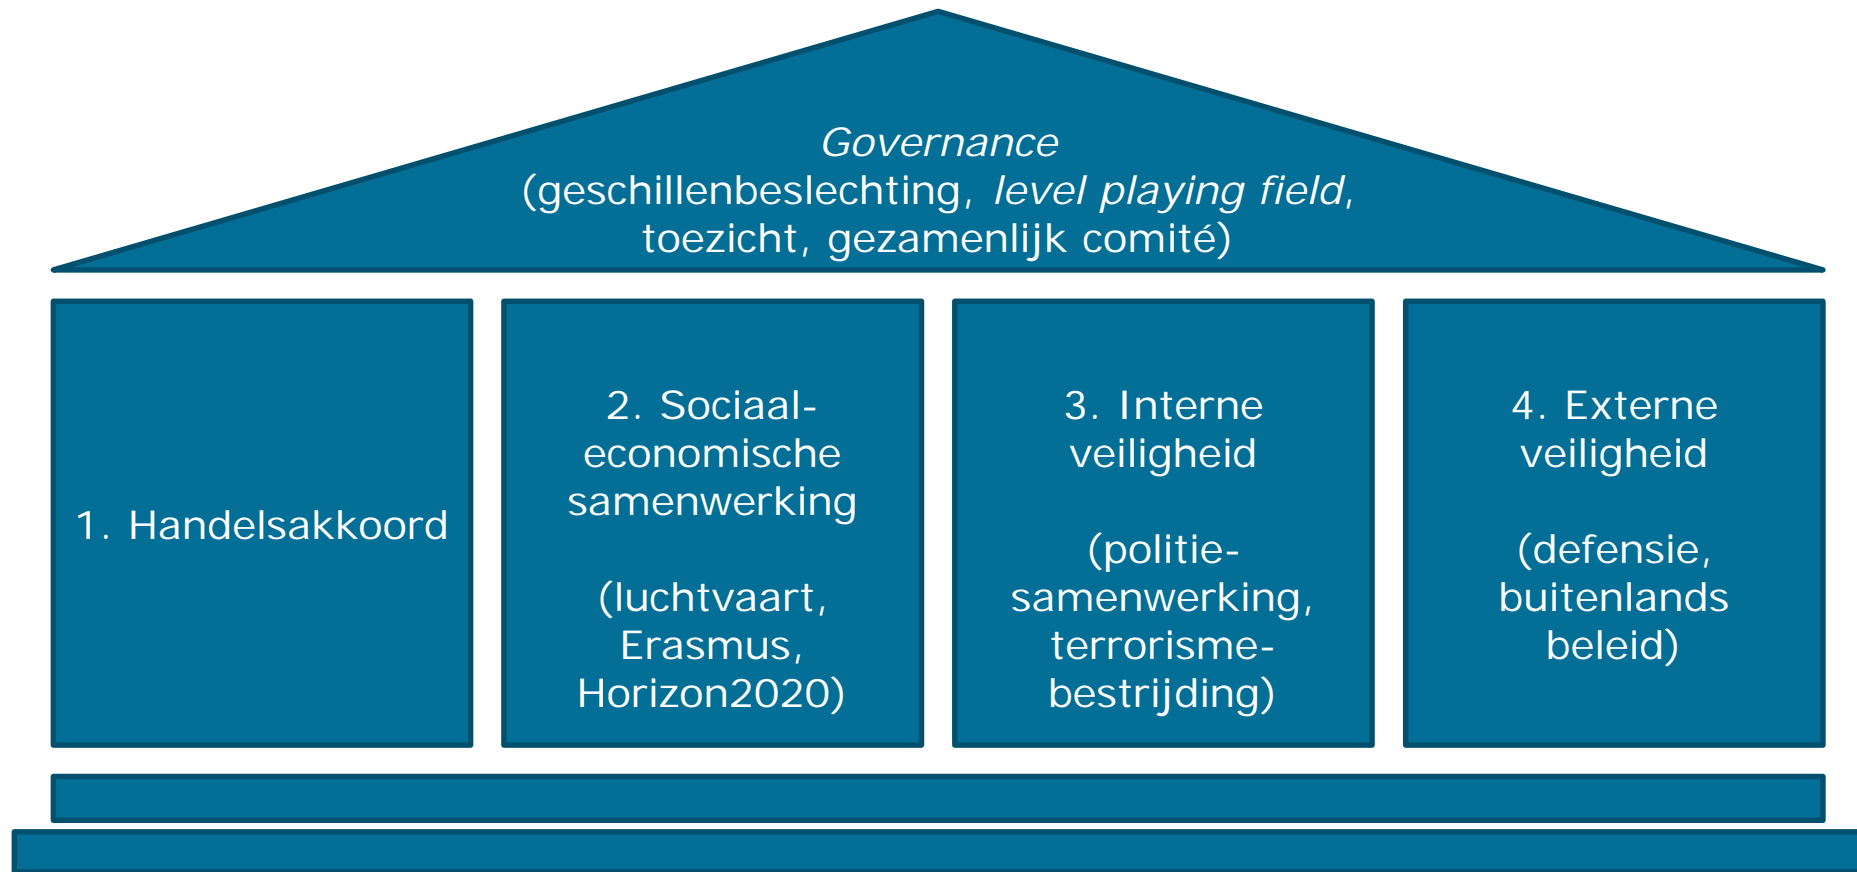 Governance
(geschillenbeslechting, level playing field,
toezicht, gezamenlijk comité)
1. Handelsakkoord
2. Sociaal-
economische
samenwerking
(luchtvaart,
Erasmus,
Horizon2020)
3. Interne
veiligheid
(politie-
samenwerking,
terrorisme-
bestrijding)
4. Externe
veiligheid
(defensie,
buitenlands
beleid)